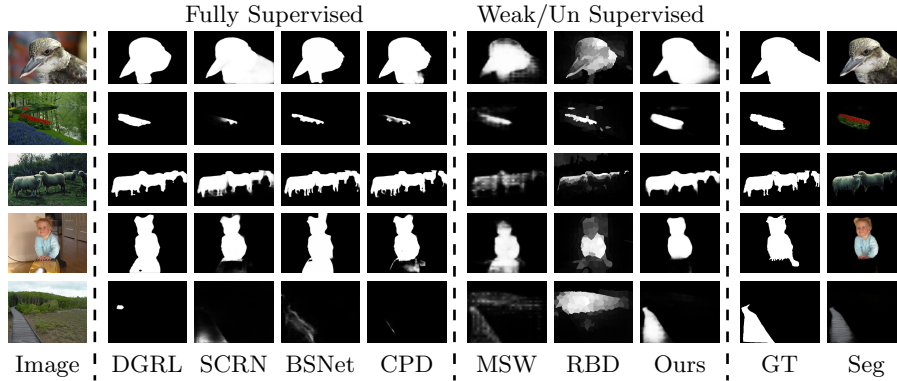 Fully Supervised Weak/Un Supervised
Image DGRL SCRN BSNet CPD MSW RBD Ours GT Seg